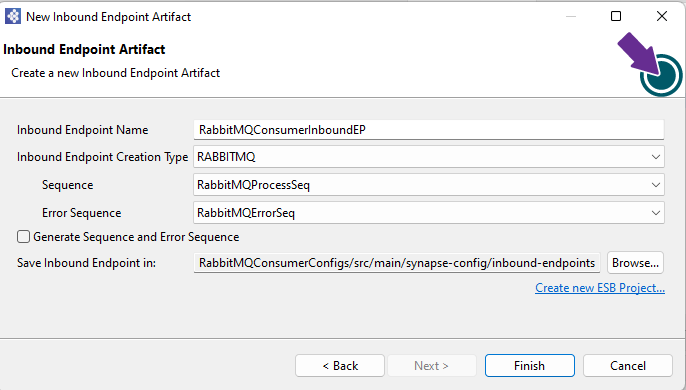 New Inbound Endpoint Artifact
Inbound Endpoint Artifact
Create a new Inbound Endpoint Artifact
Inbound Endpoint Name RabbitMQConsumerInboundEP
Inbound Endpoint Creation Type RABBITMQ
Sequence RabbitMQProcessSeq
Error Sequence RabbitMQErrorSeq
Generate Sequence and Error Sequence
Save Inbound Endpoint in: RabbitMQConsumerConfigs/src/main/synapse-config/inbound-endpoints Browse...
Create new ESB Project...
< Back Next > Finish Cancel